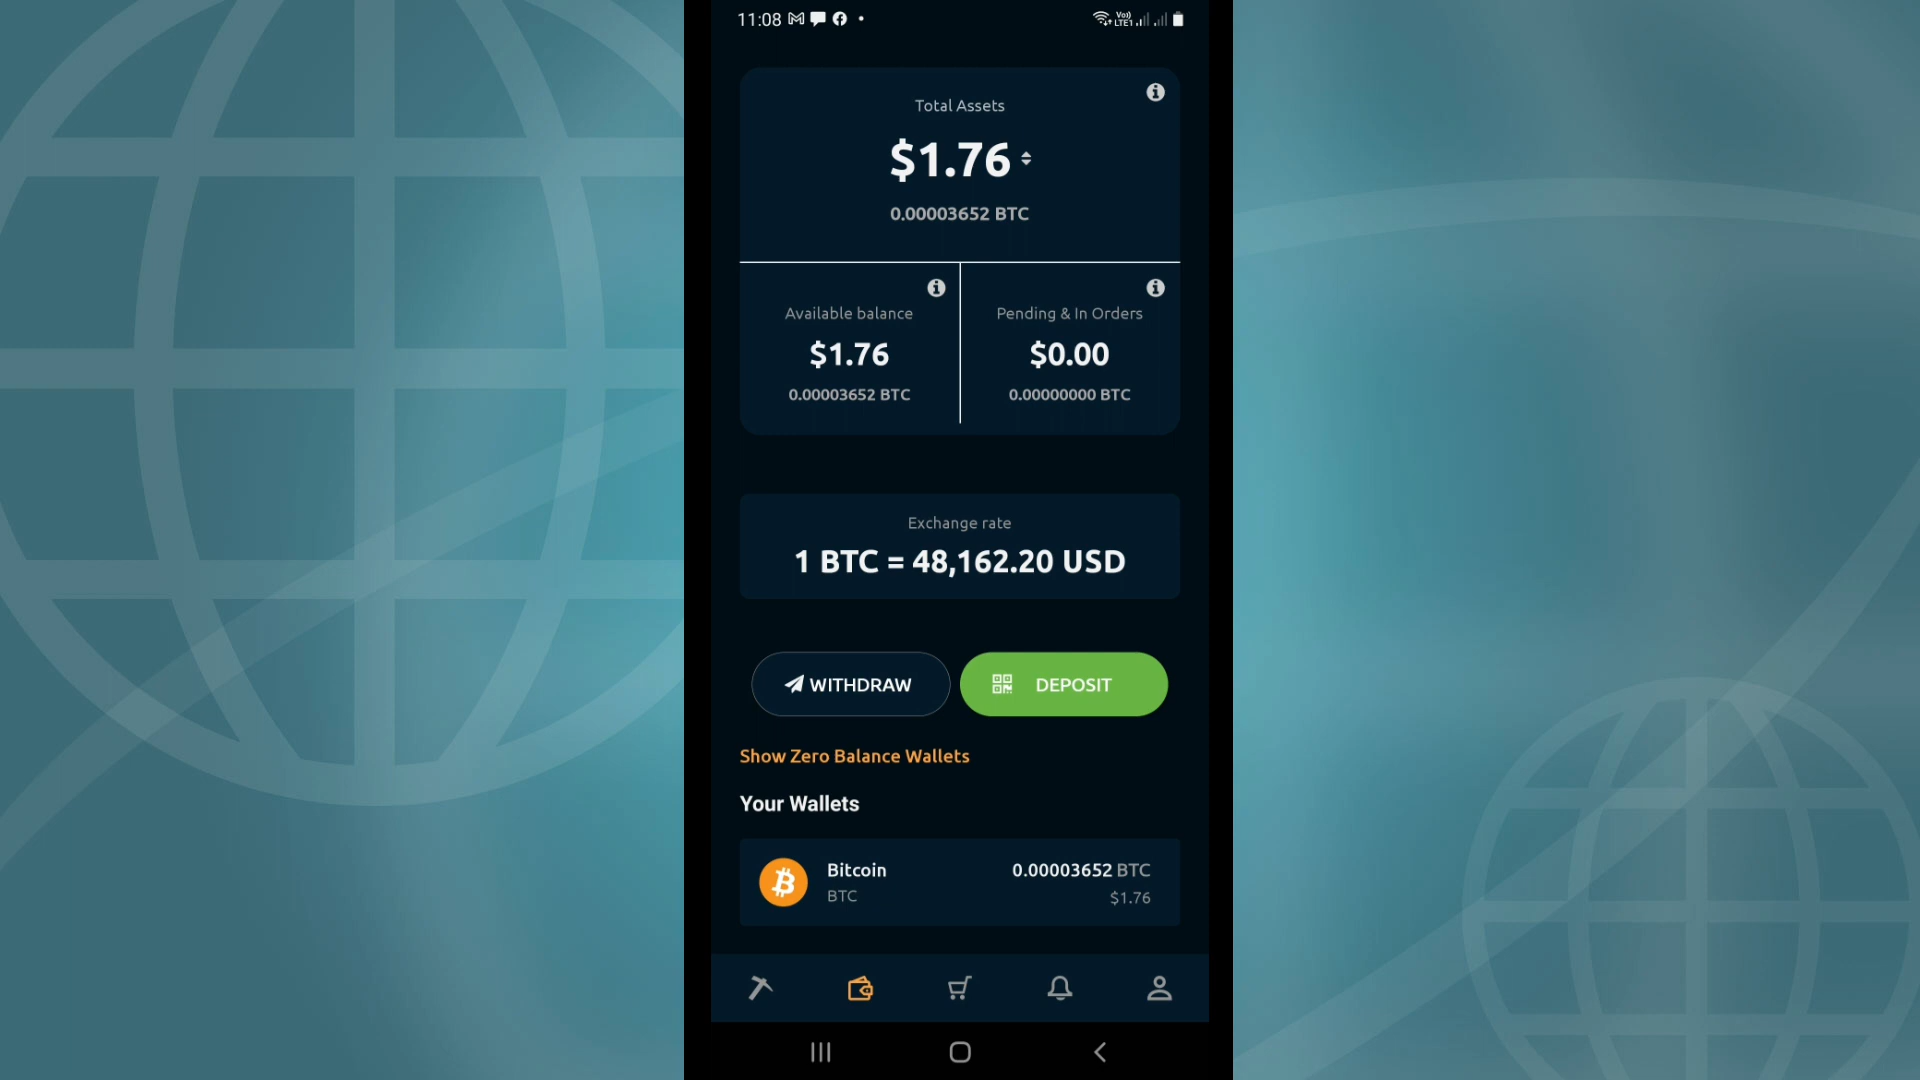 11:08
Vo))
LTE1
Total Assets
$1.76
0.00003652 BTC
Available balance
$1.76
0.00003652 BTC
Pending & In Orders
$0.00
0.00000000 BTC
Exchange rate
1 BTC = 48,162.20 USD
WITHDRAW
DEPOSIT
Show Zero Balance Wallets
Your Wallets
Bitcoin
0.00003652 BTC
BTC
$1.76